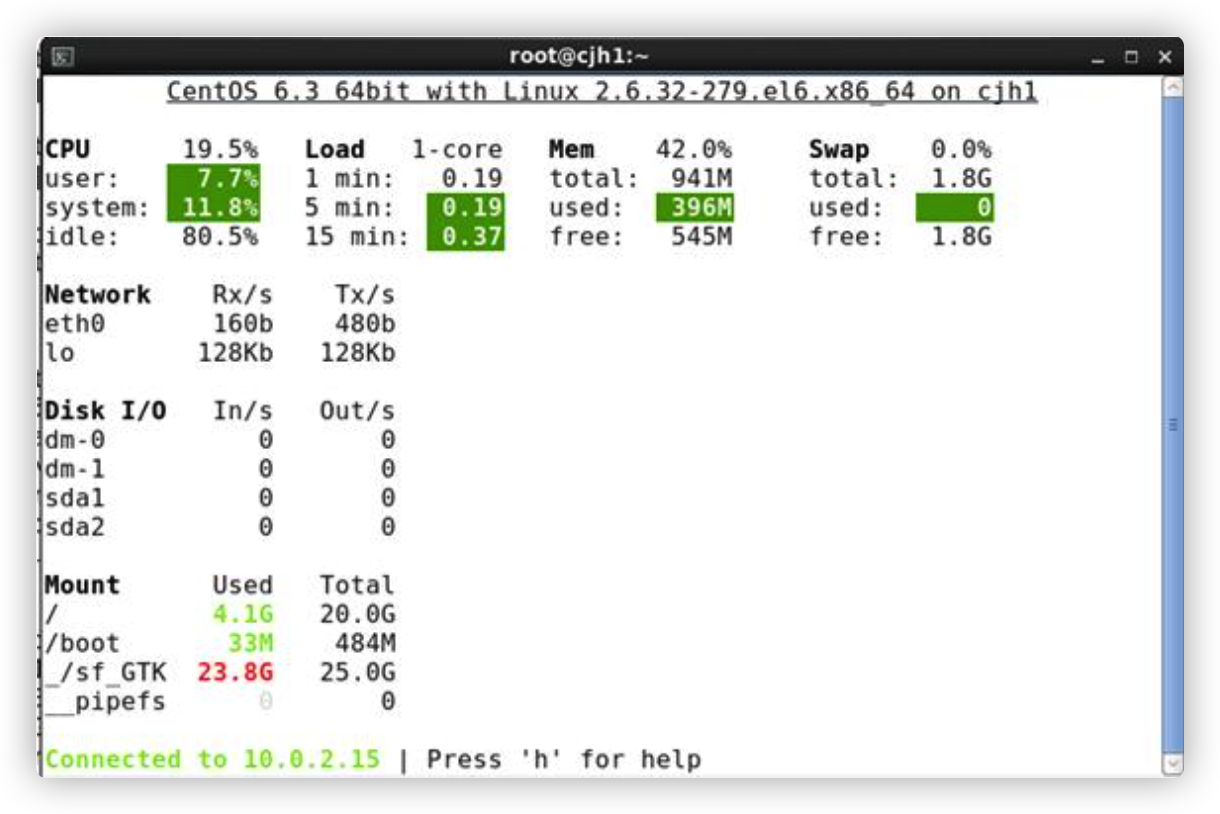 root@cjh1:~
CentOS 6.3 64bit with Linux 2.6.32-279.el6.x86_64 on cjh1
CPU 19.5% Load 1-core Mem 42.0% Swap 0.0%
user: 7.7% 1 min: 0.19 total: 941M total: 1.8G
system: 11.8% 5 min: 0.19 used: 396M used: 0
idle: 80.5% 15 min: 0.37 free: 545M free: 1.8G
Network Rx/s Tx/s
eth0 160b 480b
lo 128Kb 128Kb
Disk I/O In/s Out/s
dm-0 0 0
dm-1 0 0
sda1 0 0
sda2 0 0
Mount Used Total
/ 4.1G 20.0G
/boot 33M 484M
_/sf_GTK 23.8G 25.0G
__pipefs 0 0
Connected to 10.0.2.15 | Press 'h' for help